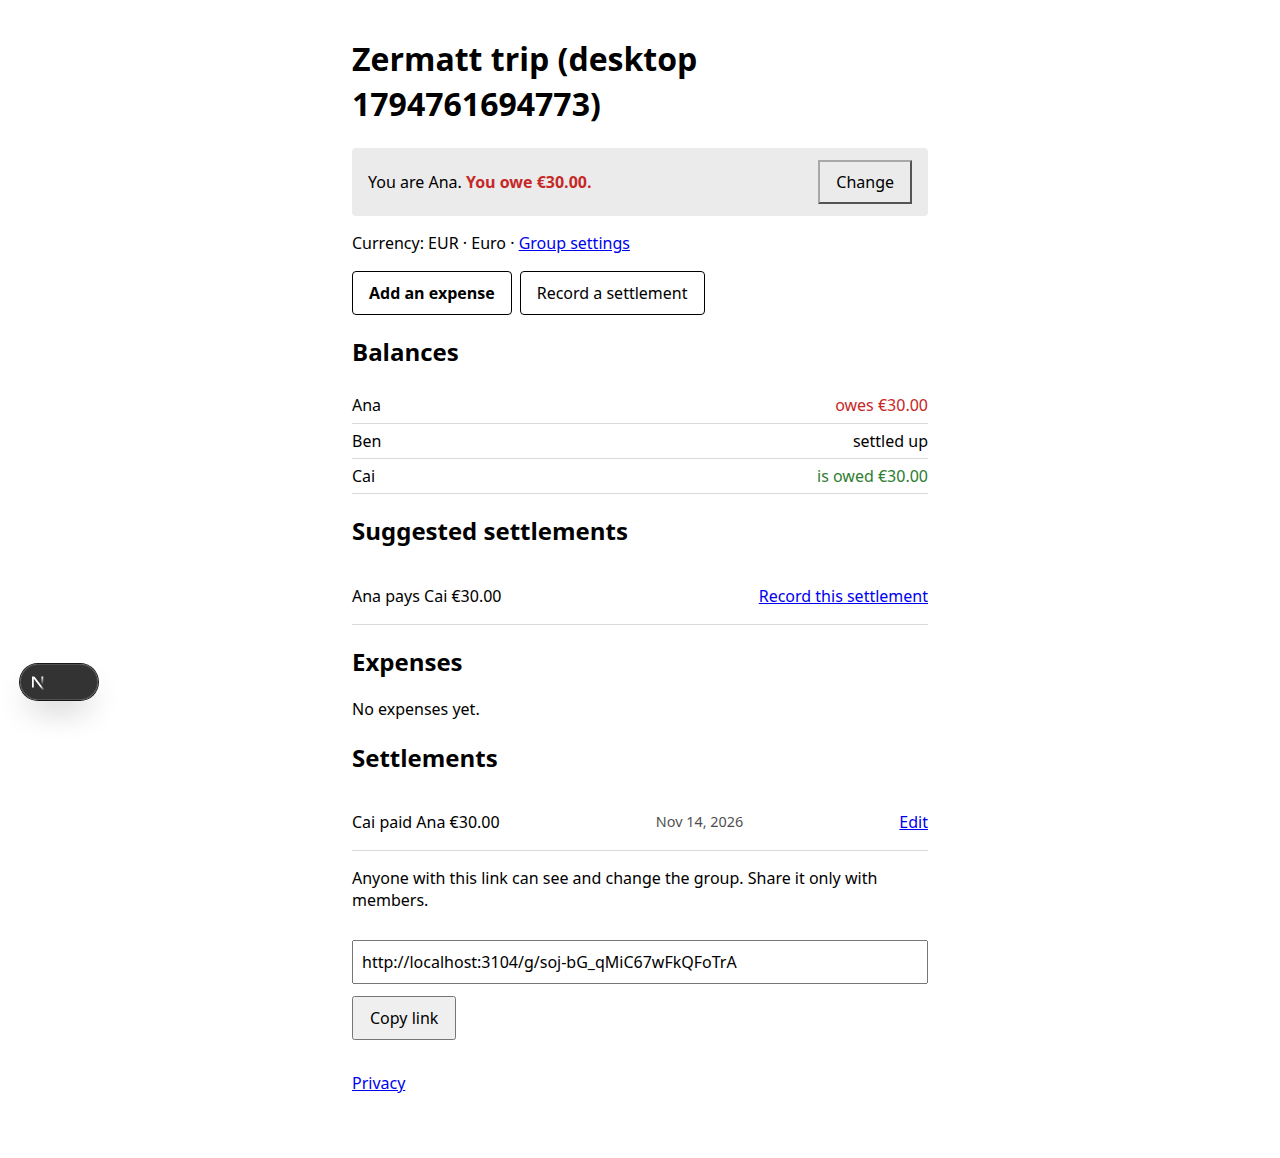 Zermatt trip (desktop
1794761694773)
You are Ana. You owe €30.00.
Change
Currency: EUR · Euro · Group settings
Add an expense
Record a settlement
Balances
Ana owes €30.00
Ben settled up
Cai is owed €30.00
Suggested settlements
Ana pays Cai €30.00 Record this settlement
Expenses
No expenses yet.
Settlements
Cai paid Ana €30.00 Nov 14, 2026 Edit
Anyone with this link can see and change the group. Share it only with
members.
http://localhost:3104/g/soj-bG_qMiC67wFkQFoTrA
Copy link
Privacy
N